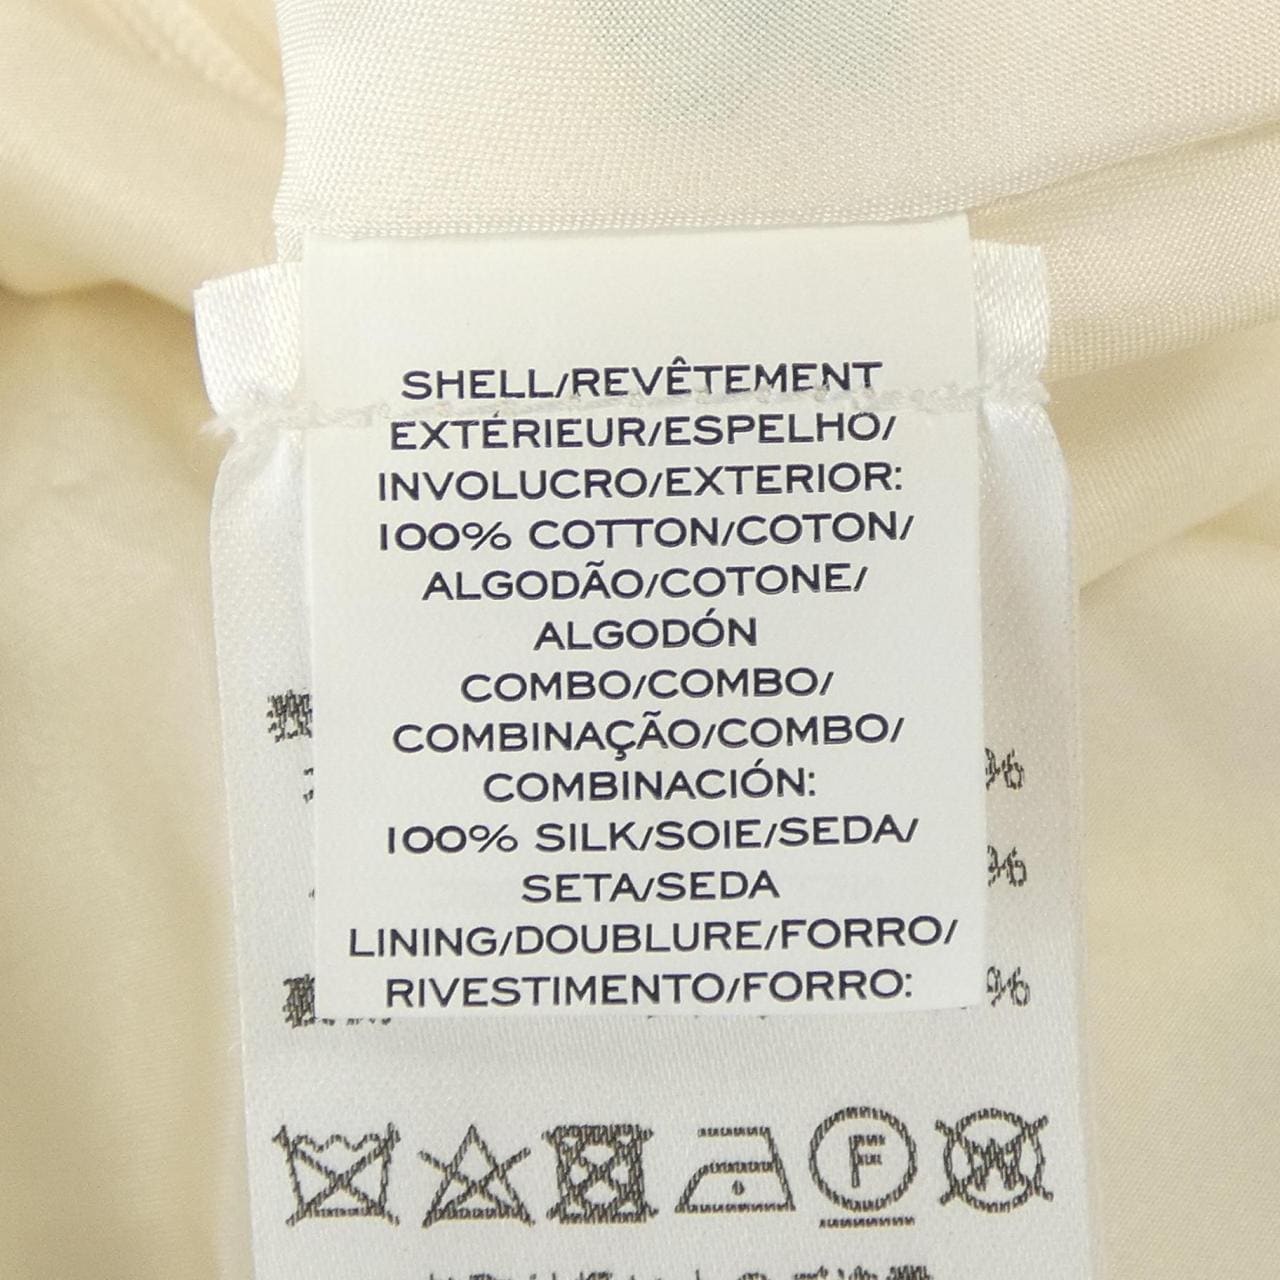 SHELL/REVÊTEMENT
EXTÉRIEUR/ESPELHO/
INVOLUCRO/EXTERIOR:
100% COTTON/COTON/
ALGODÃO/COTONE/
ALGODÓN
COMBO/COMBO/
COMBINAÇÃO/COMBO/
COMBINACIÓN:
100% SILK/SOIE/SEDA/
SETA/SEDA
LINING/DOUBLURE/FORRO/
RIVESTIMENTO/FORRO:
%
%
%
F W